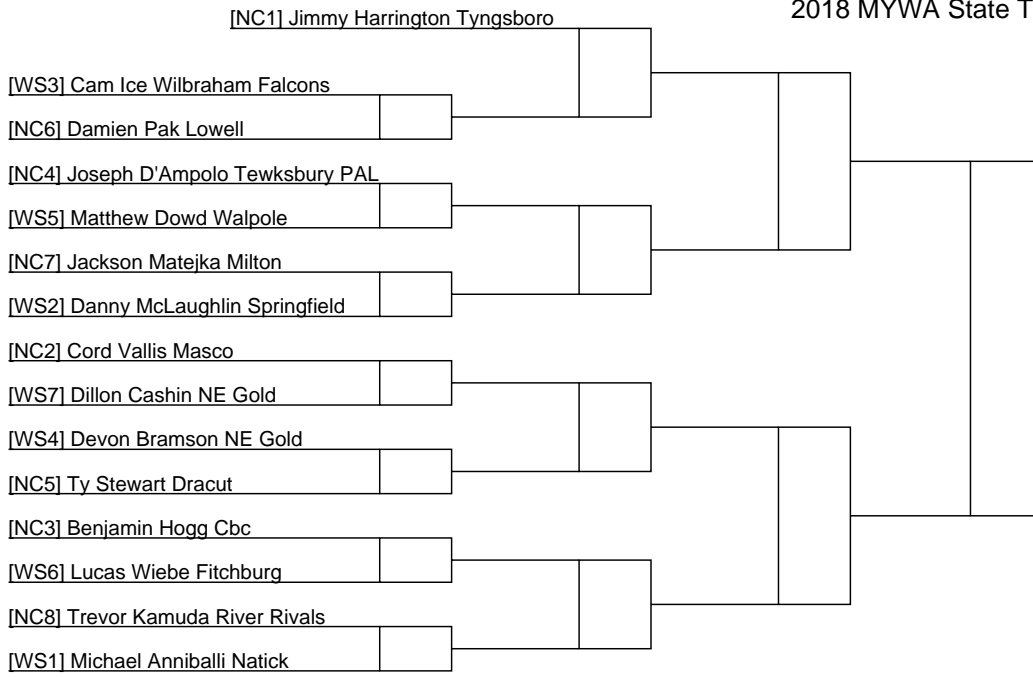 2018 MYWA State T
[NC1] Jimmy Harrington Tyngsboro
[WS3] Cam Ice Wilbraham Falcons
[NC6] Damien Pak Lowell
[NC4] Joseph D'Ampolo Tewksbury PAL
[WS5] Matthew Dowd Walpole
[NC7] Jackson Matejka Milton
[WS2] Danny McLaughlin Springfield
[NC2] Cord Vallis Masco
[WS7] Dillon Cashin NE Gold
[WS4] Devon Bramson NE Gold
[NC5] Ty Stewart Dracut
[NC3] Benjamin Hogg Cbc
[WS6] Lucas Wiebe Fitchburg
[NC8] Trevor Kamuda River Rivals
[WS1] Michael Anniballi Natick